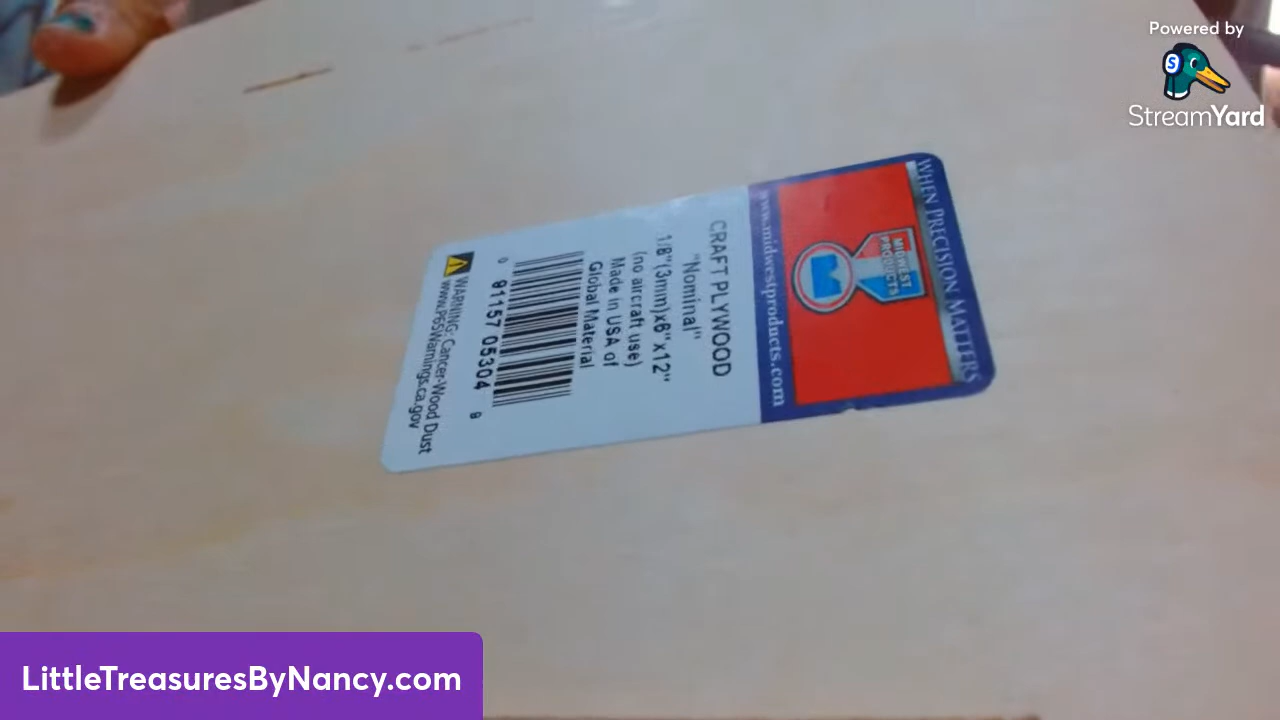 Powered by
StreamYard
WHEN PRECISION MATTERS
MIDWEST
PRODUCTS
www.midwestproducts.com
CRAFT PLYWOOD
"Nominal"
1/8"(3mm)x6"x12"
(no aircraft use)
Made in USA of
Global Material
0 81157 05304 8
WARNING: Cancer-Wood Dust
www.P65Warnings.ca.gov
LittleTreasuresByNancy.com